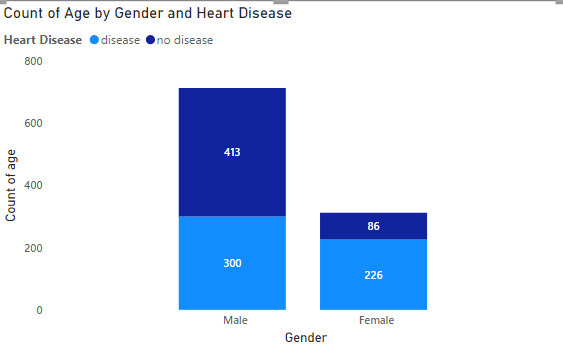 Count of Age by Gender and Heart Disease
Heart Disease disease no disease
800
600
400
200
0
Count of age
413
300
86
226
Male Female
Gender